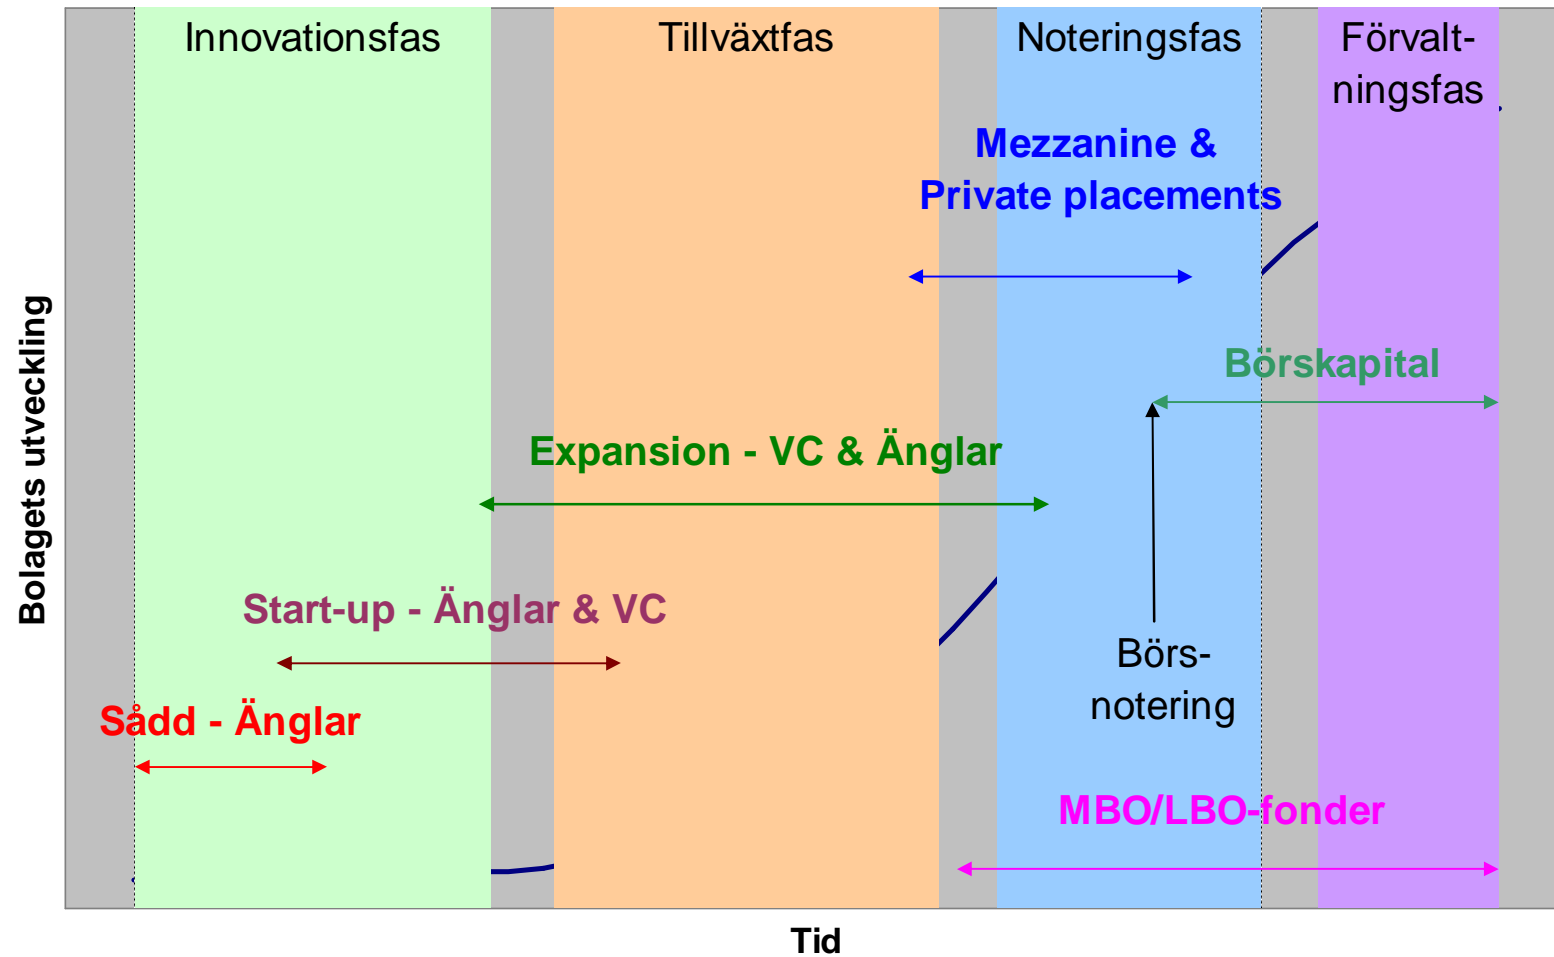 Innovationsfas
Tillväxtfas
Noteringsfas
Förvalt-
ningsfas
Mezzanine &
Private placements
Börskapital
Expansion - VC & Änglar
Start-up - Änglar & VC
Börs-
notering
Sådd - Änglar
MBO/LBO-fonder
Bolagets utveckling
Tid